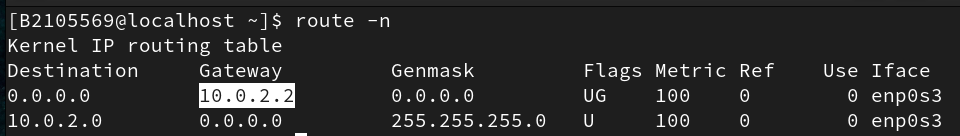 [B2105569@localhost ~]$ route -n
Kernel IP routing table
Destination Gateway Genmask Flags Metric Ref Use Iface
0.0.0.0 10.0.2.2 0.0.0.0 UG 100 0 0 enp0s3
10.0.2.0 0.0.0.0 255.255.255.0 U 100 0 0 enp0s3